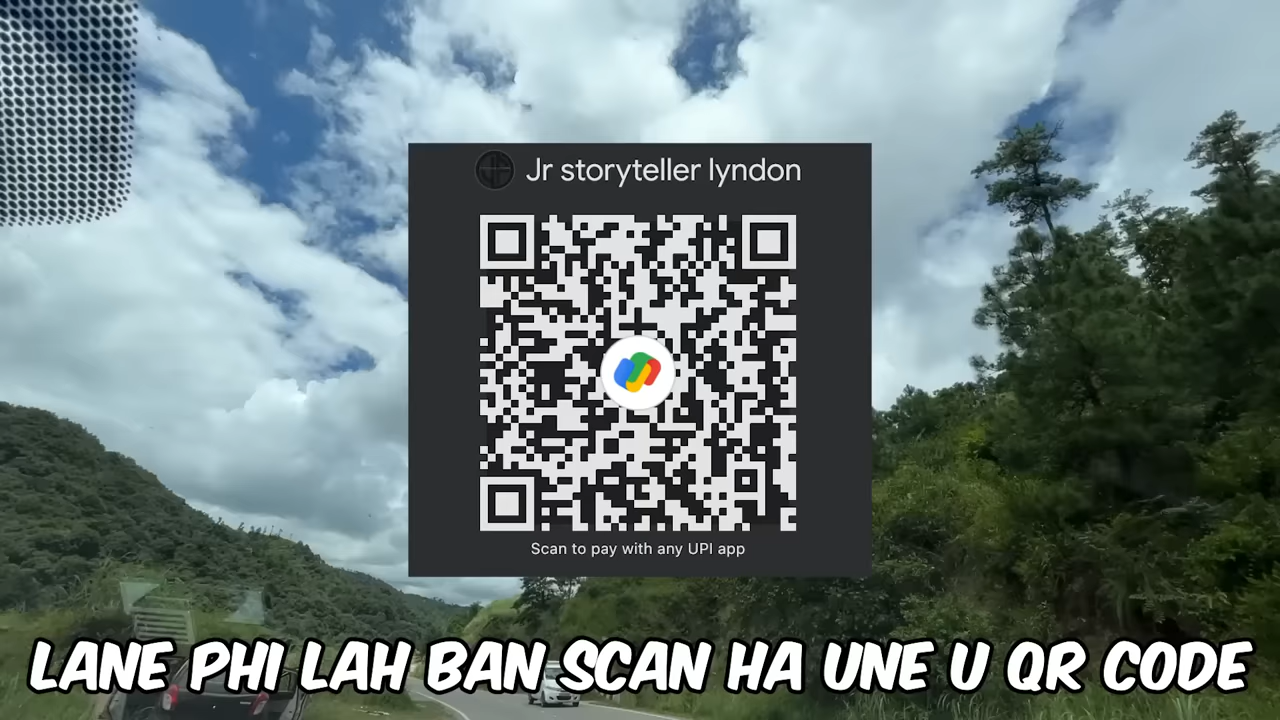 Jr storyteller lyndon
Scan to pay with any UPI app
LANE PHI LAH BAN SCAN HA UNE U QR CODE